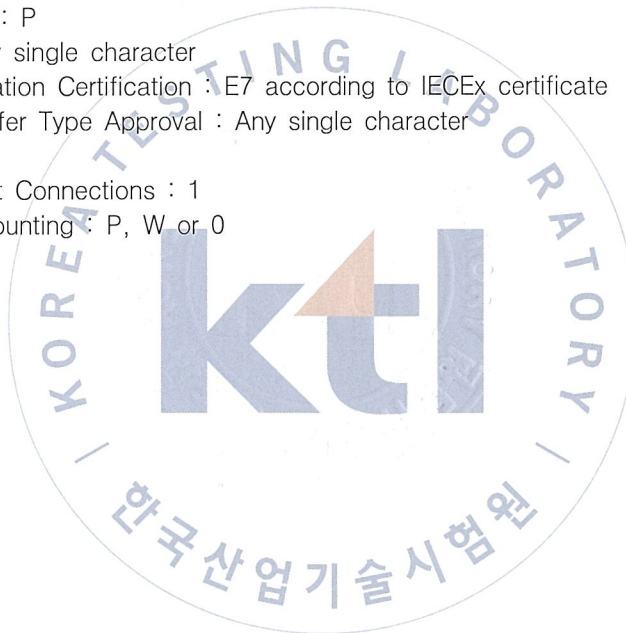 : P
single character
ation Certification : E7 according to IECEx certificate
fer Type Approval : Any single character
Connections : 1
ounting : P, W or 0
KOREA TESTING LABORATORY
ktl
한국산업기술시험원